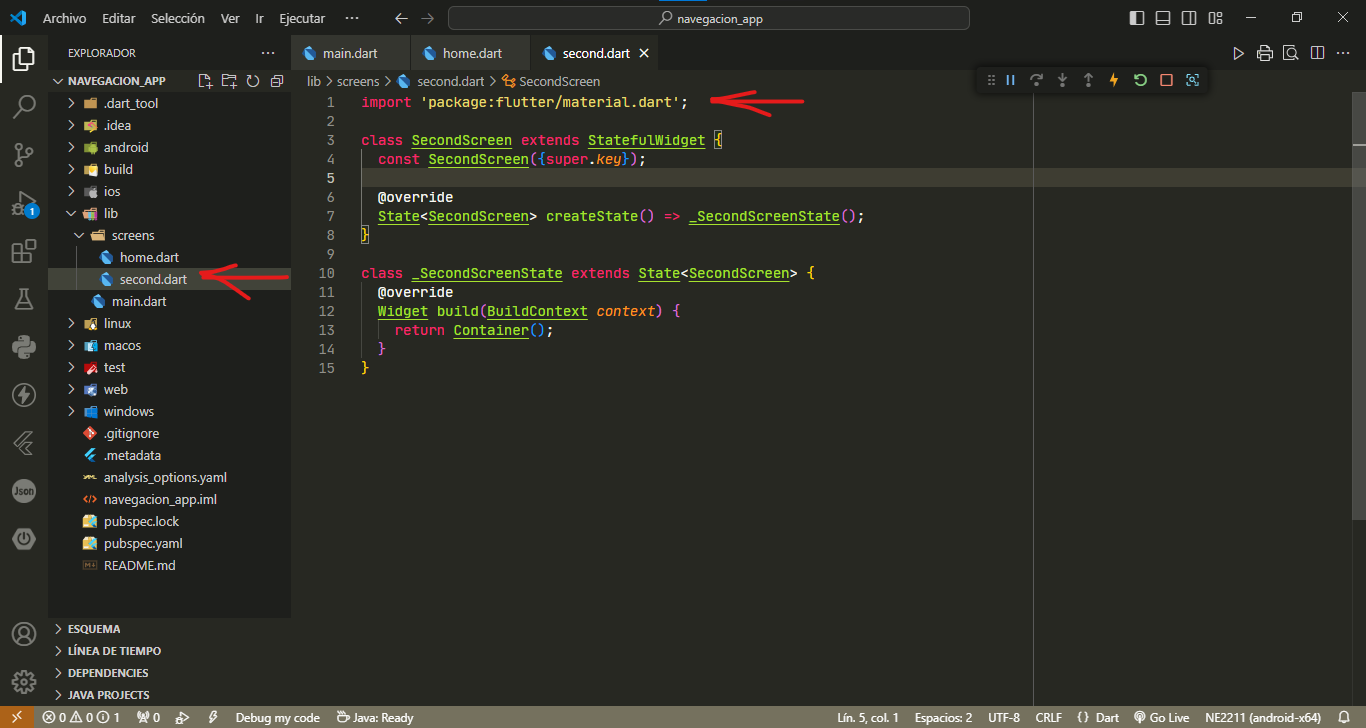 Archivo Editar Selección Ver Ir Ejecutar ··· navegacion_app
EXPLORADOR ···
NAVEGACION_APP
.dart_tool
.idea
android
build
ios
lib
screens
home.dart
second.dart
main.dart
linux
macos
test
web
windows
.gitignore
.metadata
analysis_options.yaml
navegacion_app.iml
pubspec.lock
pubspec.yaml
README.md
ESQUEMA
LÍNEA DE TIEMPO
DEPENDENCIES
JAVA PROJECTS
1
Json
main.dart home.dart second.dart
lib > screens > second.dart > SecondScreen
1 import 'package:flutter/material.dart';
2
3 class SecondScreen extends StatefulWidget {
4 const SecondScreen({super.key});
5
6 @override
7 State<SecondScreen> createState() => _SecondScreenState();
8 }
9
10 class _SecondScreenState extends State<SecondScreen> {
11 @override
12 Widget build(BuildContext context) {
13 return Container();
14 }
15 }
0 0 1 0 Debug my code Java: Ready Lín. 5, col. 1 Espacios: 2 UTF-8 CRLF {} Dart Go Live NE2211 (android-x64)